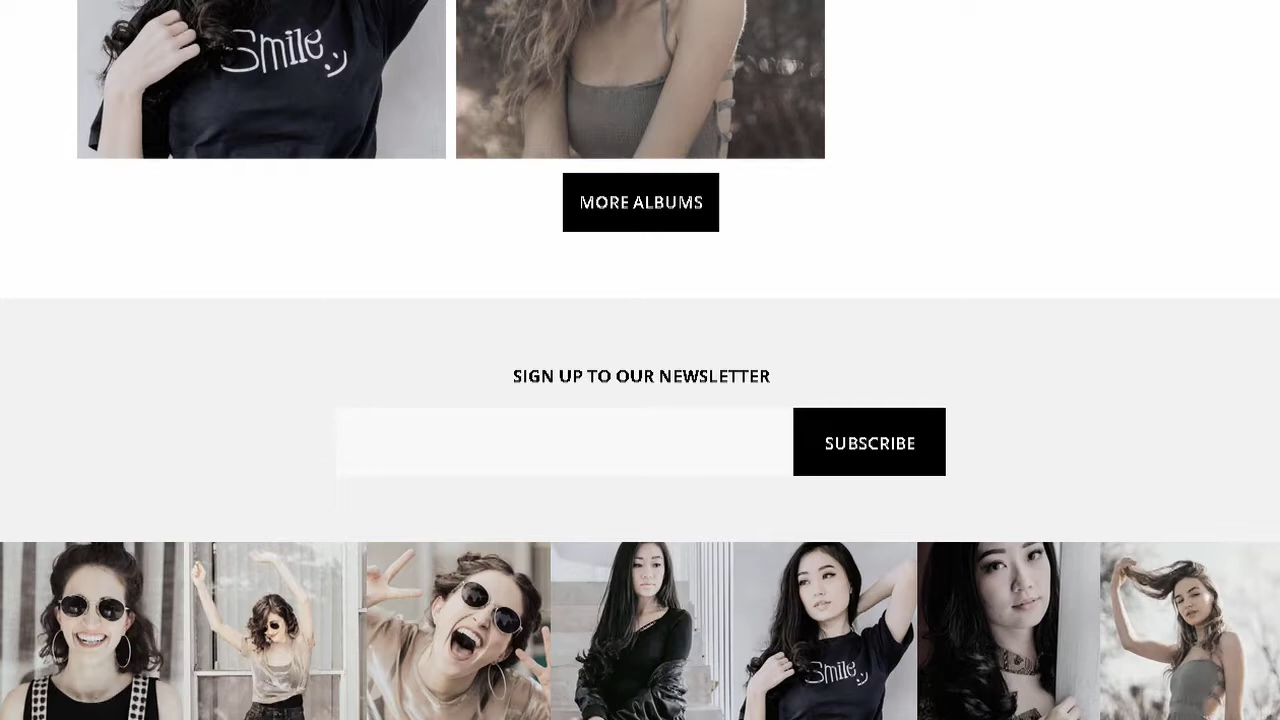 Smile
MORE ALBUMS
SIGN UP TO OUR NEWSLETTER
SUBSCRIBE
Smile